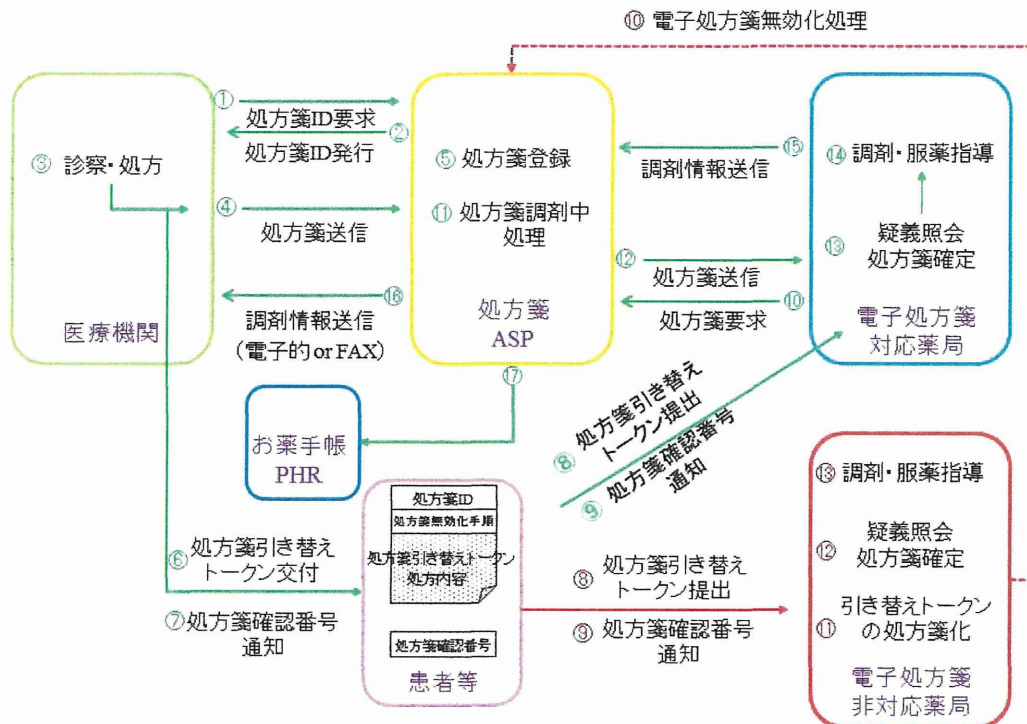 ⑩ 電子処方箋無効化処理
①
処方箋ID要求
②
処方箋ID発行
③ 診察・処方
④
処方箋送信
⑯
調剤情報送信
（電子的or FAX）
医療機関
⑤ 処方箋登録
⑪ 処方箋調剤中
処理
処方箋
ASP
⑰
⑮
調剤情報送信
⑫
処方箋送信
⑩
処方箋要求
⑭ 調剤・服薬指導
⑬ 疑義照会
処方箋確定
電子処方箋
対応薬局
お薬手帳
PHR
⑧ 処方箋引き替え
トークン提出
⑨ 処方箋確認番号
通知
⑥ 処方箋引き替え
トークン交付
⑦ 処方箋確認番号
通知
処方箋ID
処方箋無効化手順
処方箋引き替えトークン
処方内容
処方箋確認番号
患者等
⑧ 処方箋引き替え
トークン提出
⑨ 処方箋確認番号
通知
⑬ 調剤・服薬指導
⑫ 疑義照会
処方箋確定
⑪ 引き替えトークン
の処方箋化
電子処方箋
非対応薬局